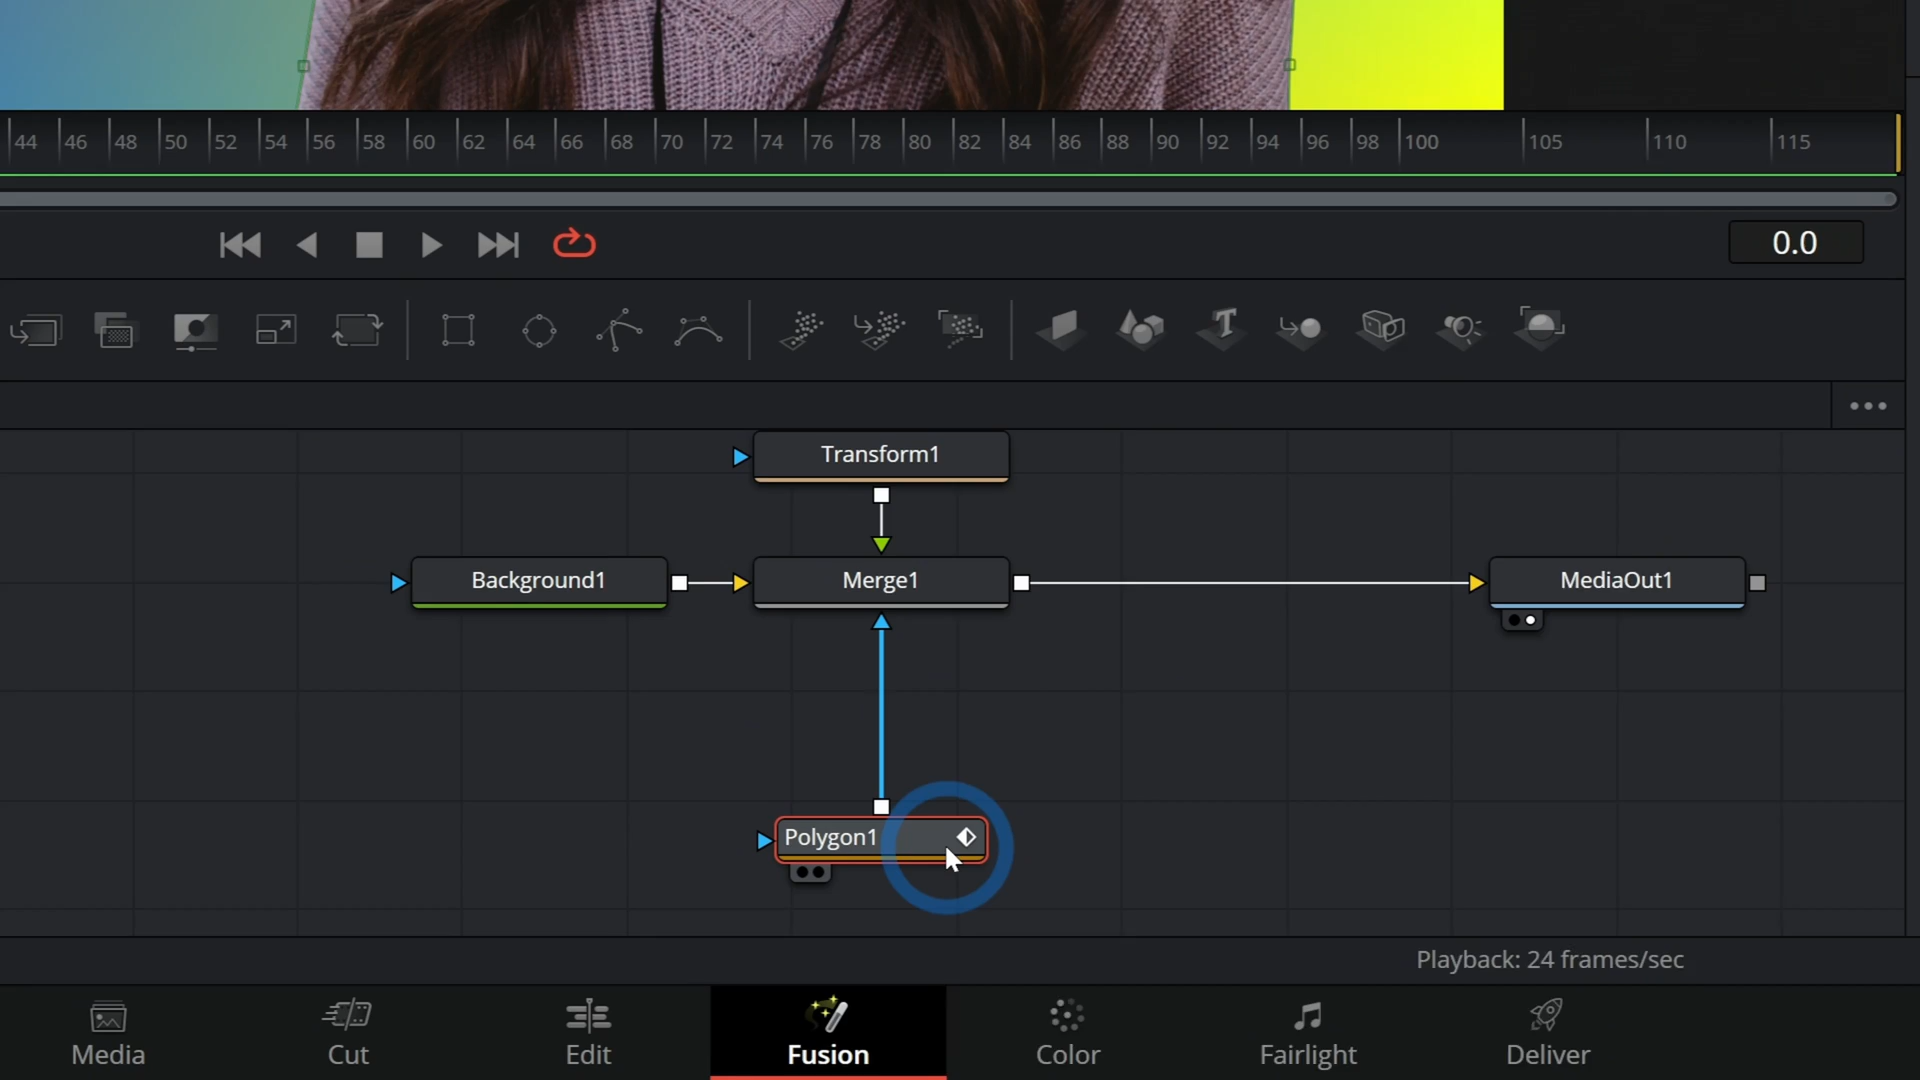 44 46 48 50 52 54 56 58 60 62 64 66 68 70 72 74 76 78 80 82 84 86 88 90 92 94 96 98 100 105 110 115
0.0
Transform1
Background1 Merge1 MediaOut1
Polygon1
Playback: 24 frames/sec
Media Cut Edit Fusion Color Fairlight Deliver